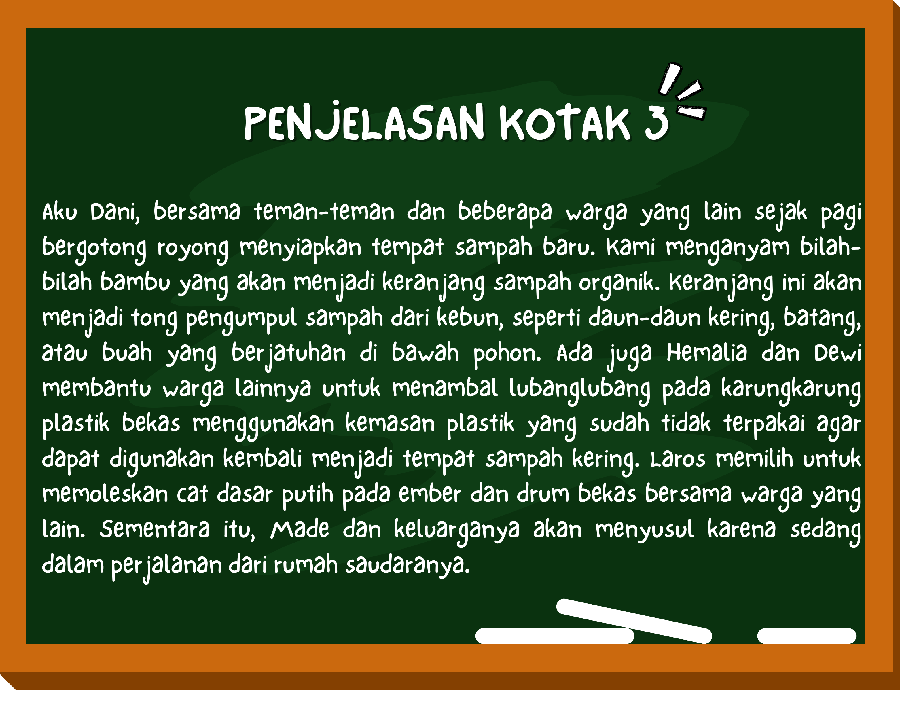 PENJELASAN KOTAK 3
Aku Dani, bersama teman-teman dan beberapa warga yang lain sejak pagi
bergotong royong menyiapkan tempat sampah baru. Kami menganyam bilah-
bilah bambu yang akan menjadi keranjang sampah organik. Keranjang ini akan
menjadi tong pengumpul sampah dari kebun, seperti daun-daun kering, batang,
atau buah yang berjatuhan di bawah pohon. Ada juga Hemalia dan Dewi
membantu warga lainnya untuk menambal lubanglubang pada karungkarung
plastik bekas menggunakan kemasan plastik yang sudah tidak terpakai agar
dapat digunakan kembali menjadi tempat sampah kering. Laros memilih untuk
memoleskan cat dasar putih pada ember dan drum bekas bersama warga yang
lain. Sementara itu, Made dan keluarganya akan menyusul karena sedang
dalam perjalanan dari rumah saudaranya.